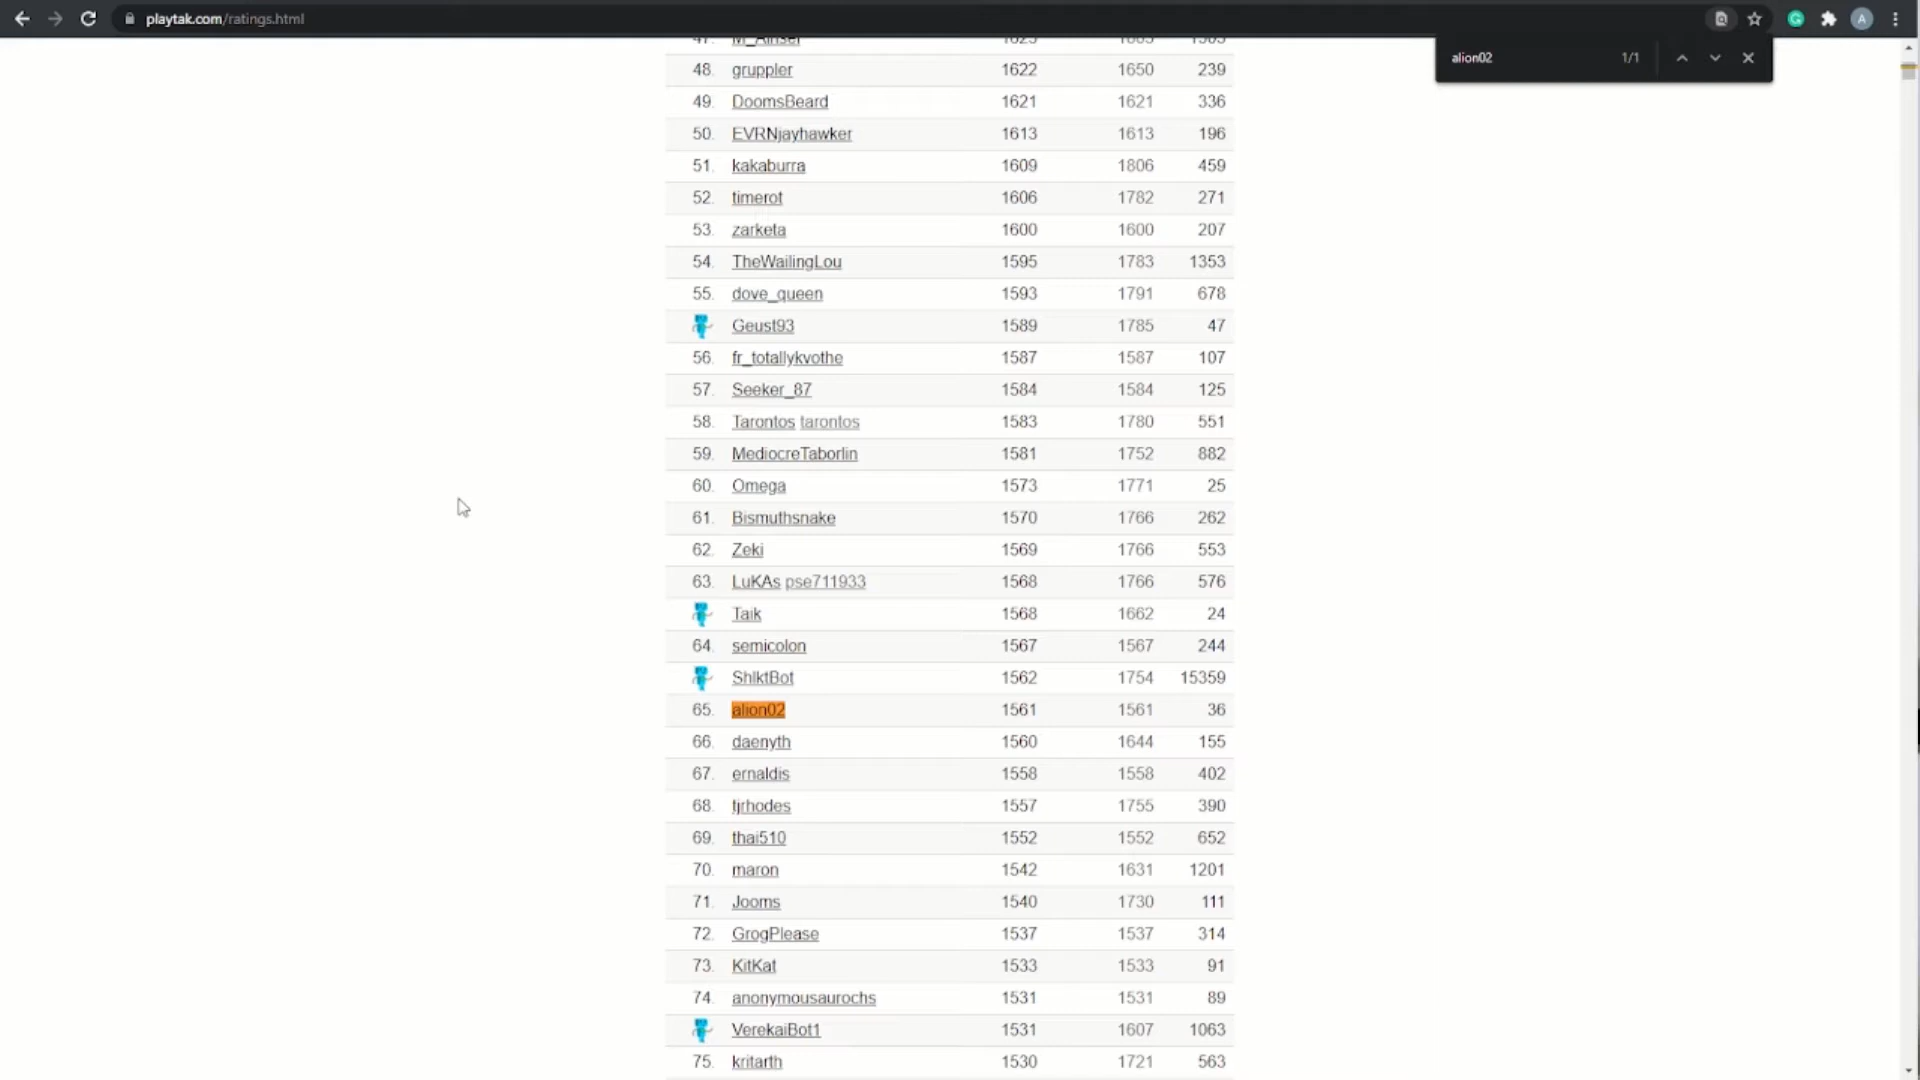 playtak.com/ratings.html
A
alion02 1/1
47. M_Ainsel 1623 1665
48. gruppler 1622 1650 239
49. DoomsBeard 1621 1621 336
50. EVRNjayhawker 1613 1613 196
51. kakaburra 1609 1806 459
52. timerot 1606 1782 271
53. zarketa 1600 1600 207
54. TheWailingLou 1595 1783 1353
55. dove_queen 1593 1791 678
Geust93 1589 1785 47
56. fr_totallykvothe 1587 1587 107
57. Seeker_87 1584 1584 125
58. Tarontos tarontos 1583 1780 551
59. MediocreTaborlin 1581 1752 882
60. Omega 1573 1771 25
61. Bismuthsnake 1570 1766 262
62. Zeki 1569 1766 553
63. LuKAs pse711933 1568 1766 576
Taik 1568 1662 24
64. semicolon 1567 1567 244
ShlktBot 1562 1754 15359
65. alion02 1561 1561 36
66. daenyth 1560 1644 155
67. ernaldis 1558 1558 402
68. tjrhodes 1557 1755 390
69. thai510 1552 1552 652
70. maron 1542 1631 1201
71. Jooms 1540 1730 111
72. GrogPlease 1537 1537 314
73. KitKat 1533 1533 91
74. anonymousaurochs 1531 1531 89
VerekaiBot1 1531 1607 1063
75. kritarth 1530 1721 563